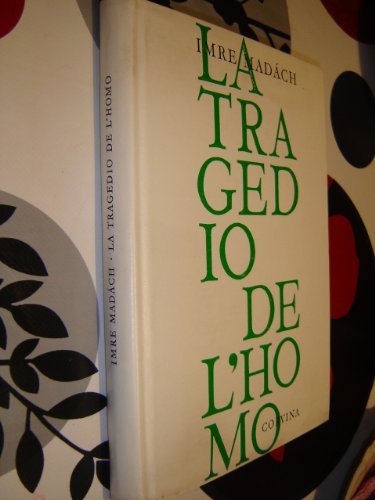 IMRE MADÁCH
LA
TRA
GED
IO
DE
L'HO
MO
CORVINA
IMRE MADÁCH · LA TRAGEDIO DE L'HOMO